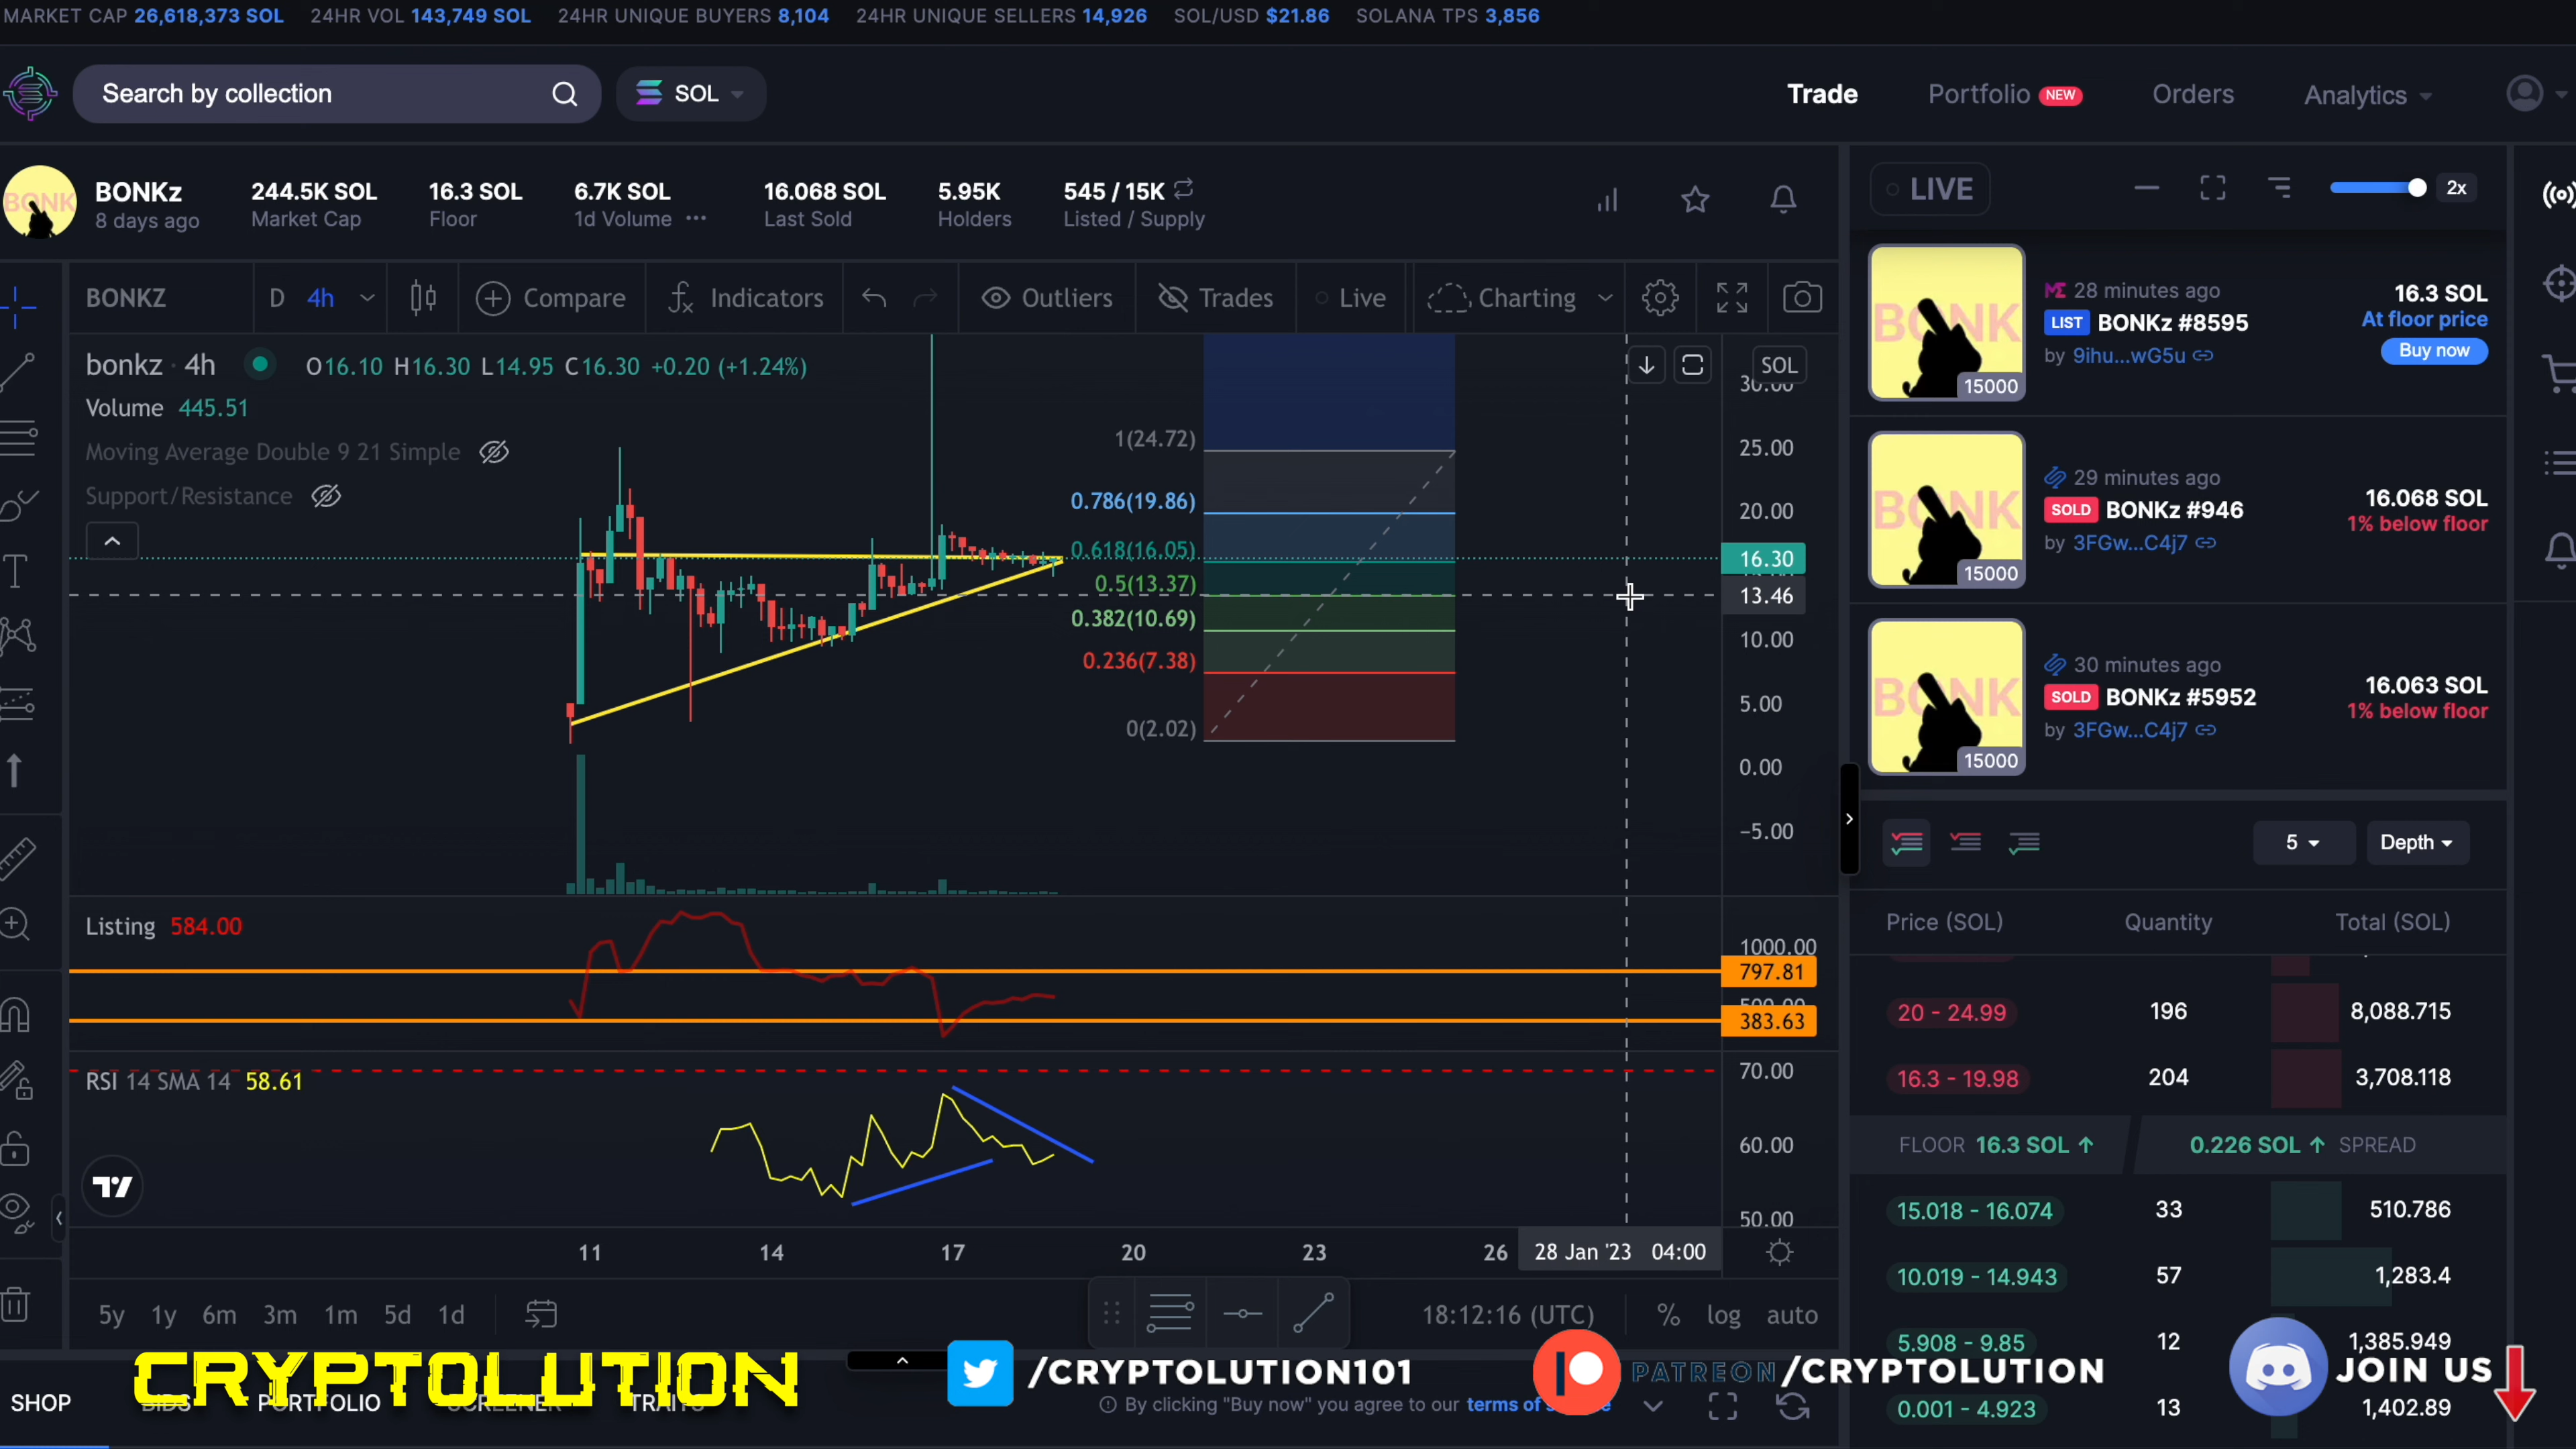 MARKET CAP 26,618,373 SOL 24HR VOL 143,749 SOL 24HR UNIQUE BUYERS 8,104 24HR UNIQUE SELLERS 14,926 SOL/USD $21.86 SOLANA TPS 3,856
Search by collection SOL Trade Portfolio NEW Orders Analytics
BONK BONKz 244.5K SOL 16.3 SOL 6.7K SOL 16.068 SOL 5.95K 545 / 15K
8 days ago Market Cap Floor 1d Volume ••• Last Sold Holders Listed / Supply
BONKZ D 4h Compare Indicators Outliers Trades Live Charting
bonkz · 4h O16.10 H16.30 L14.95 C16.30 +0.20 (+1.24%) SOL
Volume 445.51
Moving Average Double 9 21 Simple
Support/Resistance
1(24.72)
0.786(19.86)
0.618(16.05)
0.5(13.37)
0.382(10.69)
0.236(7.38)
0(2.02)
30.00
25.00
20.00
16.30
13.46
10.00
5.00
0.00
−5.00
Listing 584.00
1000.00
797.81
500.00
383.63
RSI 14 SMA 14 58.61
70.00
60.00
50.00
11 14 17 20 23 26 28 Jan '23 04:00
5y 1y 6m 3m 1m 5d 1d 18:12:16 (UTC) % log auto
LIVE 2x
BONK
15000
28 minutes ago
LIST BONKz #8595
by 9ihu...wG5u
16.3 SOL
At floor price
Buy now
BONK
15000
29 minutes ago
SOLD BONKz #946
by 3FGw...C4j7
16.068 SOL
1% below floor
BONK
15000
30 minutes ago
SOLD BONKz #5952
by 3FGw...C4j7
16.063 SOL
1% below floor
5 Depth
Price (SOL) Quantity Total (SOL)
20 - 24.99 196 8,088.715
16.3 - 19.98 204 3,708.118
FLOOR 16.3 SOL ↑ 0.226 SOL ↑ SPREAD
15.018 - 16.074 33 510.786
10.019 - 14.943 57 1,283.4
5.908 - 9.85 12 1,385.949
0.001 - 4.923 13 1,402.89
CRYPTOLUTION /CRYPTOLUTION101 PATREON /CRYPTOLUTION JOIN US
SHOP BIDS PORTFOLIO SCREENER TRAITS
By clicking "Buy now" you agree to our terms of